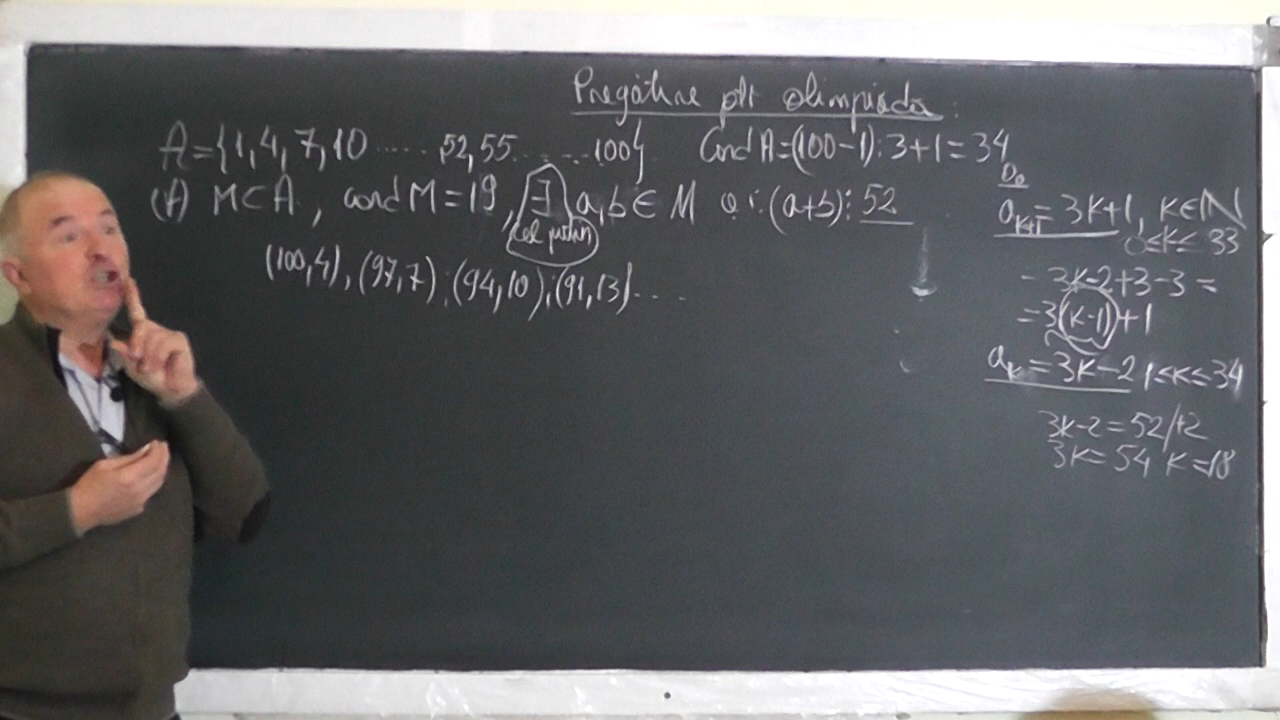 Pregătire ptr olimpiada:
A={1,4,7,10.....,52,55.......100} Card A=(100-1):3+1=34
(∀) M⊂A, card M=19, ∃ a,b∈M a.î.(a+b)⋮52
cel puțin
(100,4),(97,7);(94,10);(91,13)....
a_{k+1}=3k+1, k∈ℕ
0≤k≤33
-3k-2+3-3=
=3(k-1)+1
a_k=3k-2 1≤k≤34
3k-2=52/+2
3k=54 k=18